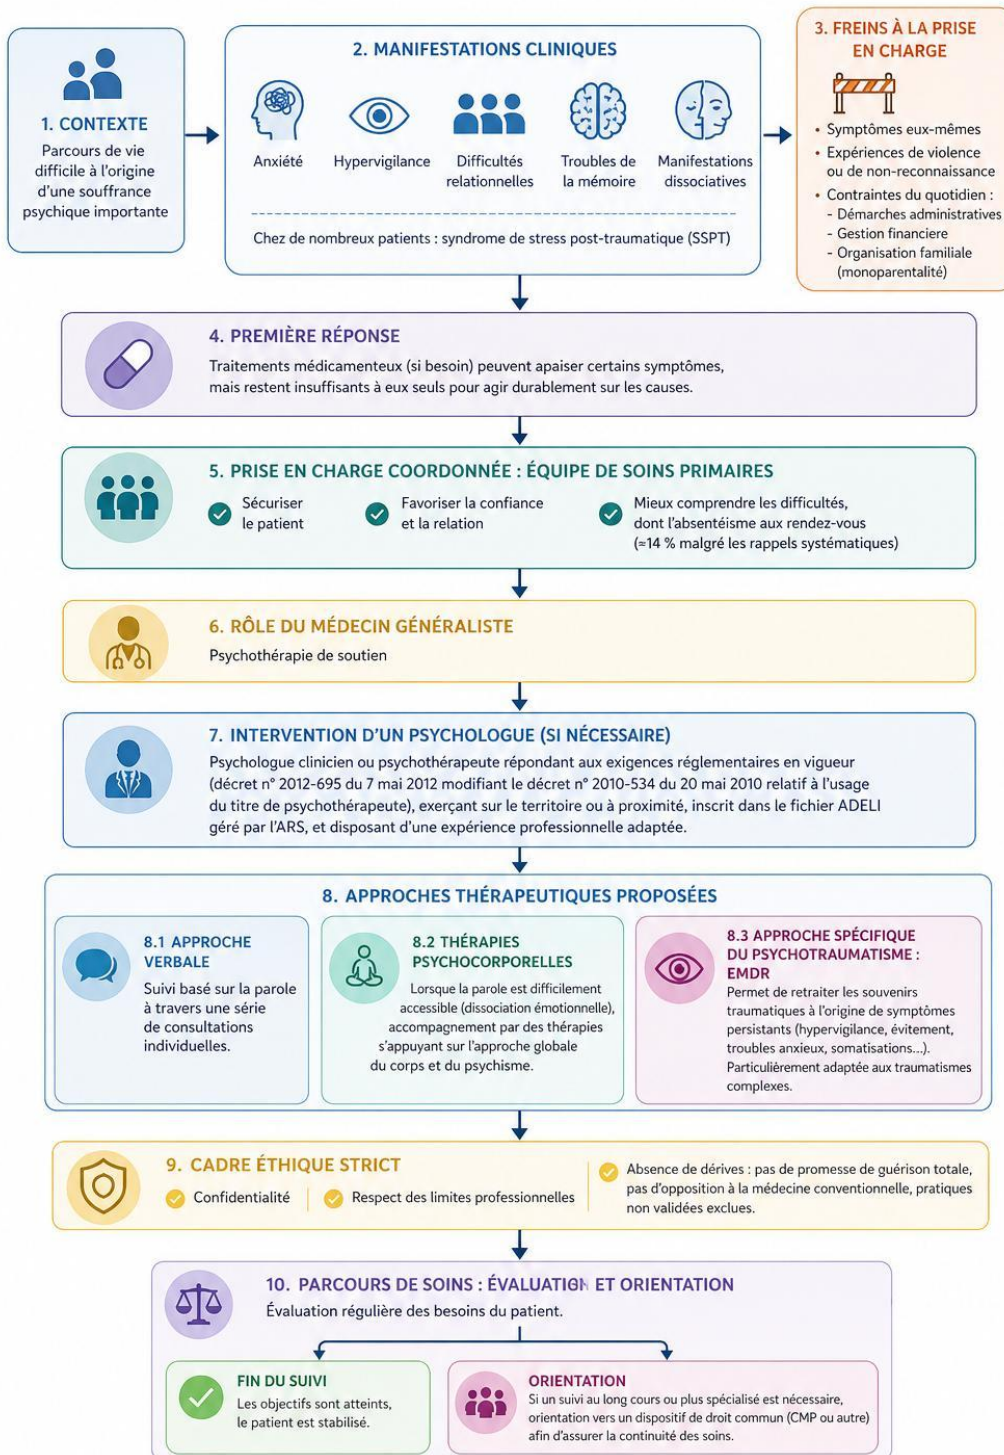 1. CONTEXTE
Parcours de vie
difficile à l'origine
d'une souffrance
psychique importante
2. MANIFESTATIONS CLINIQUES
Anxiété
Hypervigilance
Difficultés
relationnelles
Troubles de
la mémoire
Manifestations
dissociatives
Chez de nombreux patients : syndrome de stress post-traumatique (SSPT)
3. FREINS À LA PRISE
EN CHARGE
• Symptômes eux-mêmes
• Expériences de violence
ou de non-reconnaissance
• Contraintes du quotidien :
- Démarches administratives
- Gestion financiere
- Organisation familiale
(monoparentalité)
4. PREMIÈRE RÉPONSE
Traitements médicamenteux (si besoin) peuvent apaiser certains symptômes,
mais restent insuffisants à eux seuls pour agir durablement sur les causes.
5. PRISE EN CHARGE COORDONNÉE : ÉQUIPE DE SOINS PRIMAIRES
Sécuriser
le patient
Favoriser la confiance
et la relation
Mieux comprendre les difficultés,
dont l'absentéisme aux rendez-vous
(≈14 % malgré les rappels systématiques)
6. RÔLE DU MÉDECIN GÉNÉRALISTE
Psychothérapie de soutien
7. INTERVENTION D'UN PSYCHOLOGUE (SI NÉCESSAIRE)
Psychologue clinicien ou psychothérapeute répondant aux exigences réglementaires en vigueur
(décret n° 2012-695 du 7 mai 2012 modifiant le décret n° 2010-534 du 20 mai 2010 relatif à l'usage
du titre de psychothérapeute), exerçant sur le territoire ou à proximité, inscrit dans le fichier ADELI
géré par l'ARS, et disposant d'une expérience professionnelle adaptée.
8. APPROCHES THÉRAPEUTIQUES PROPOSÉES
8.1 APPROCHE
VERBALE
Suivi basé sur la parole
à travers une série
de consultations
individuelles.
8.2 THÉRAPIES
PSYCHOCORPORELLES
Lorsque la parole est difficilement
accessible (dissociation émotionnelle),
accompagnement par des thérapies
s'appuyant sur l'approche globale
du corps et du psychisme.
8.3 APPROCHE SPÉCIFIQUE
DU PSYCHOTRAUMATISME :
EMDR
Permet de retraiter les souvenirs
traumatiques à l'origine de symptômes
persistants (hypervigilance, évitement,
troubles anxieux, somatisations...).
Particulièrement adaptée aux traumatismes
complexes.
9. CADRE ÉTHIQUE STRICT
Confidentialité
Respect des limites professionnelles
Absence de dérives : pas de promesse de guérison totale,
pas d'opposition à la médecine conventionnelle, pratiques
non validées exclues.
10. PARCOURS DE SOINS : ÉVALUATION ET ORIENTATION
Évaluation régulière des besoins du patient.
FIN DU SUIVI
Les objectifs sont atteints,
le patient est stabilisé.
ORIENTATION
Si un suivi au long cours ou plus spécialisé est nécessaire,
orientation vers un dispositif de droit commun (CMP ou autre)
afin d'assurer la continuité des soins.